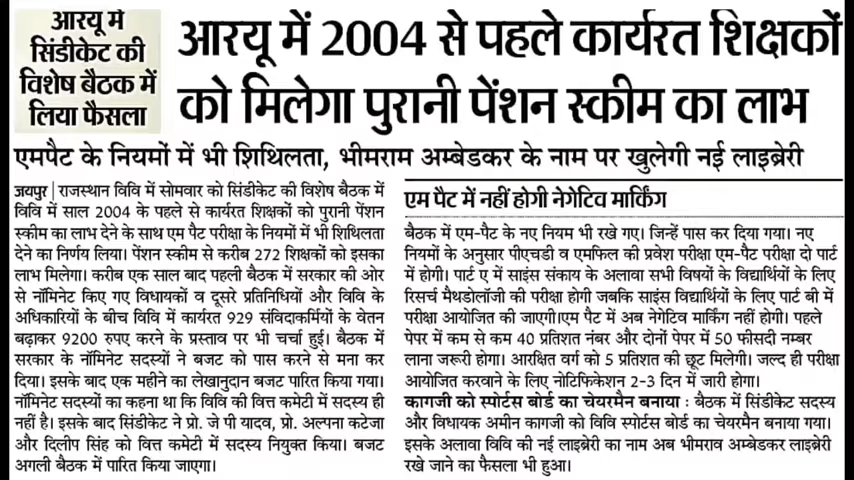 आरयू में
सिंडीकेट की
विशेष बैठक में
लिया फैसला
आरयू में 2004 से पहले कार्यरत शिक्षकों
को मिलेगा पुरानी पेंशन स्कीम का लाभ
एमपैट के नियमों में भी शिथिलता, भीमराम अम्बेडकर के नाम पर खुलेगी नई लाइब्रेरी
जयपुर | राजस्थान विवि में सोमवार को सिंडीकेट की विशेष बैठक में
विवि में साल 2004 के पहले से कार्यरत शिक्षकों को पुरानी पेंशन
स्कीम का लाभ देने के साथ एम पैट परीक्षा के नियमों में भी शिथिलता
देने का निर्णय लिया। पेंशन स्कीम से करीब 272 शिक्षकों को इसका
लाभ मिलेगा। करीब एक साल बाद पहली बैठक में सरकार की ओर
से नॉमिनेट किए गए विधायकों व दूसरे प्रतिनिधियों और विवि के
अधिकारियों के बीच विवि में कार्यरत 929 संविदाकर्मियों के वेतन
बढ़ाकर 9200 रुपए करने के प्रस्ताव पर भी चर्चा हुई। बैठक में
सरकार के नॉमिनेट सदस्यों ने बजट को पास करने से मना कर
दिया। इसके बाद एक महीने का लेखानुदान बजट पारित किया गया।
नॉमिनेट सदस्यों का कहना था कि विवि की वित्त कमेटी में सदस्य ही
नहीं है। इसके बाद सिंडीकेट ने प्रो. जे पी यादव, प्रो. अल्पना कटेजा
और दिलीप सिंह को वित्त कमेटी में सदस्य नियुक्त किया। बजट
अगली बैठक में पारित किया जाएगा।
एम पैट में नहीं होगी नेगेटिव मार्किंग
बैठक में एम-पैट के नए नियम भी रखे गए। जिन्हें पास कर दिया गया। नए
नियमों के अनुसार पीएचडी व एमफिल की प्रवेश परीक्षा एम-पैट परीक्षा दो पार्ट
में होगी। पार्ट ए में साइंस संकाय के अलावा सभी विषयों के विद्यार्थियों के लिए
रिसर्च मैथडोलॉजी की परीक्षा होगी जबकि साइंस विद्यार्थियों के लिए पार्ट बी में
परीक्षा आयोजित की जाएगी।एम पैट में अब नेगेटिव मार्किंग नहीं होगी। पहले
पेपर में कम से कम 40 प्रतिशत नंबर और दोनों पेपर में 50 फीसदी नम्बर
लाना जरूरी होगा। आरक्षित वर्ग को 5 प्रतिशत की छूट मिलेगी। जल्द ही परीक्षा
आयोजित करवाने के लिए नोटिफिकेशन 2-3 दिन में जारी होगा।
कागजी को स्पोर्टस बोर्ड का चेयरमैन बनाया : बैठक में सिंडीकेट सदस्य
और विधायक अमीन कागजी को विवि स्पोर्टस बोर्ड का चेयरमैन बनाया गया।
इसके अलावा विवि की नई लाइब्रेरी का नाम अब भीमराव अम्बेडकर लाइब्रेरी
रखे जाने का फैसला भी हुआ।